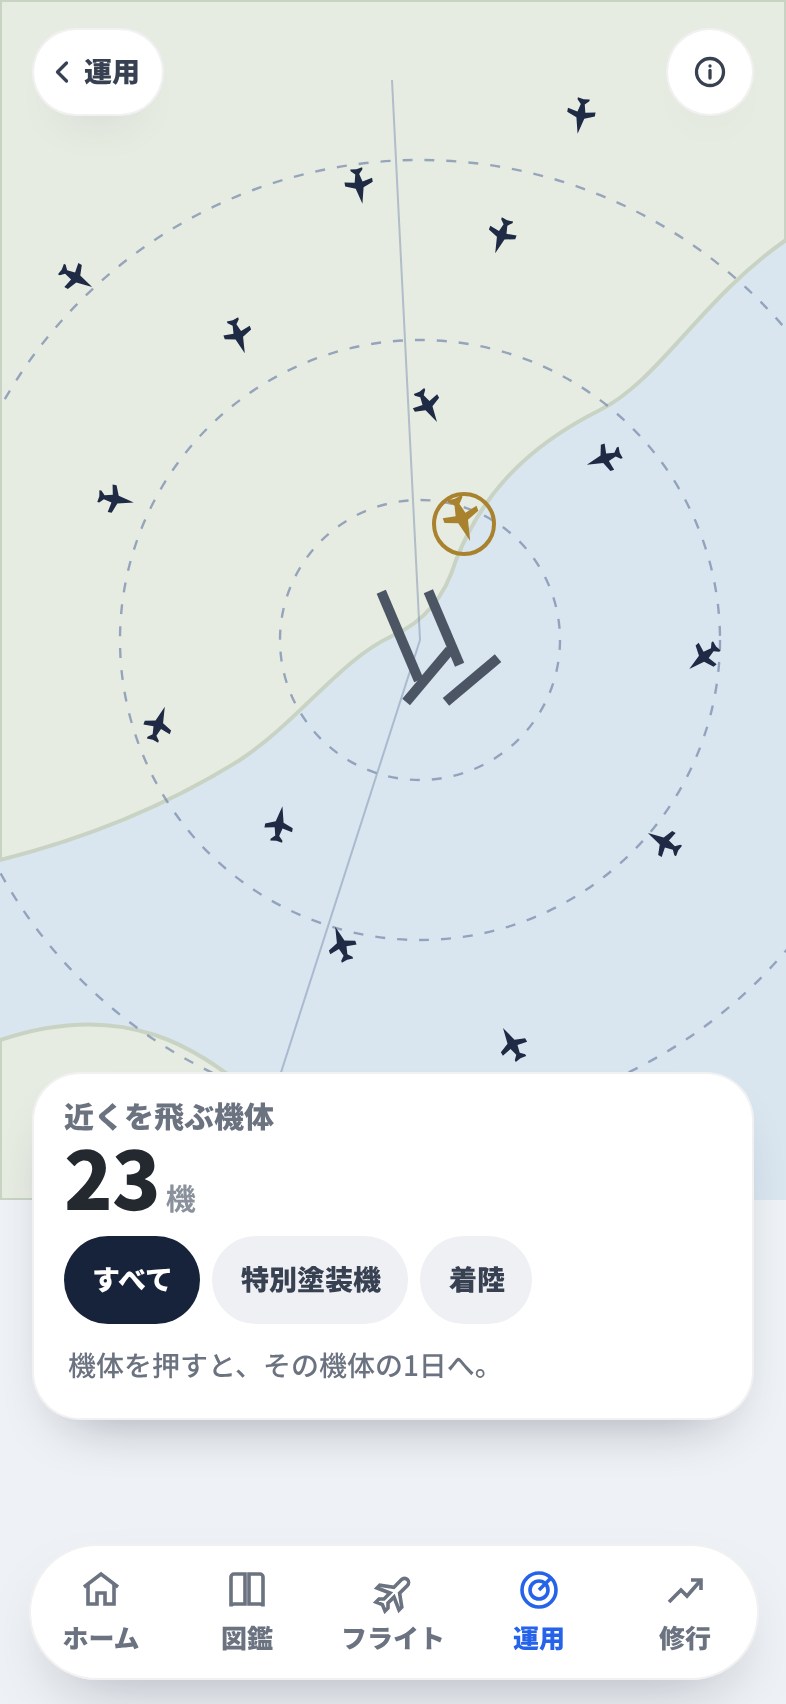 運用
近くを飛ぶ機体
23機
すべて 特別塗装機 着陸
機体を押すと、その機体の1日へ。
ホーム 図鑑 フライト 運用 修行